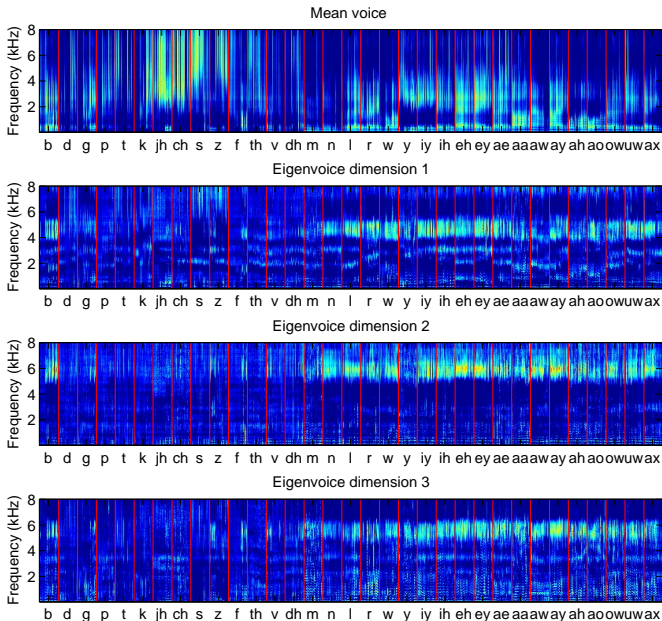 Mean voice
8
6
4
2
Frequency (kHz)
b d g p t k jh ch s z f th v dh m n l r w y iy ih eh ey ae aa aw ay ah ao ow uw ax
Eigenvoice dimension 1
8
6
4
2
Frequency (kHz)
b d g p t k jh ch s z f th v dh m n l r w y iy ih eh ey ae aa aw ay ah ao ow uw ax
Eigenvoice dimension 2
8
6
4
2
Frequency (kHz)
b d g p t k jh ch s z f th v dh m n l r w y iy ih eh ey ae aa aw ay ah ao ow uw ax
Eigenvoice dimension 3
8
6
4
2
Frequency (kHz)
b d g p t k jh ch s z f th v dh m n l r w y iy ih eh ey ae aa aw ay ah ao ow uw ax